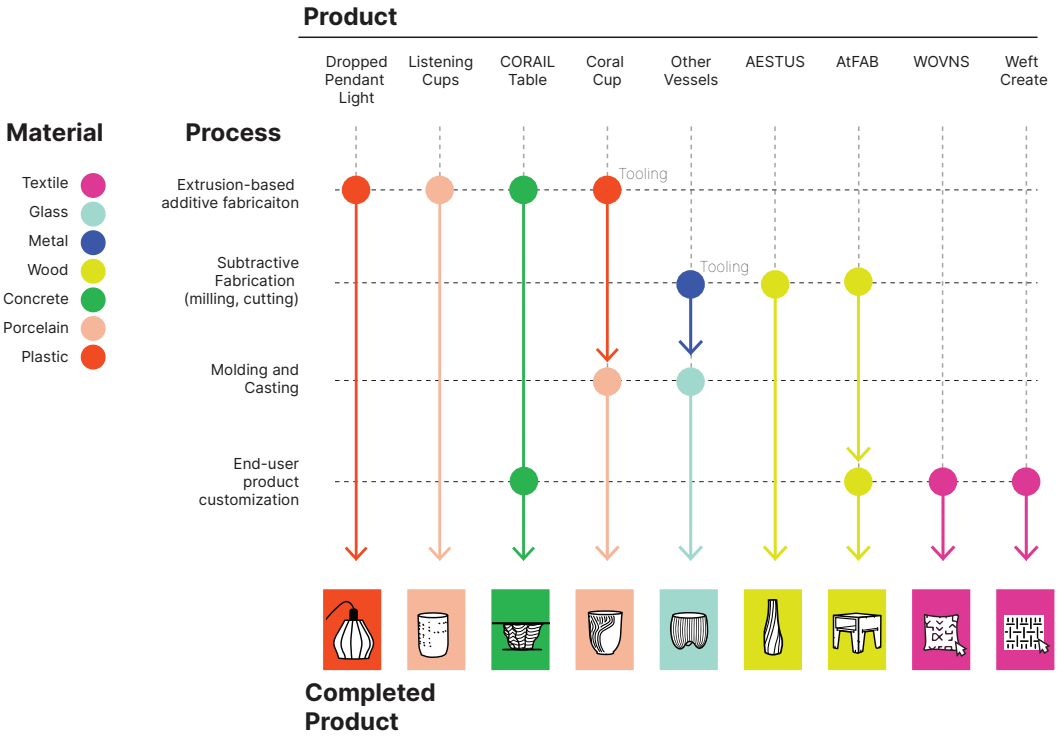 Product
Dropped
Pendant
Light
Listening
Cups
CORAIL
Table
Coral
Cup
Other
Vessels
AESTUS
AtFAB
WOVNS
Weft
Create
Material
Process
Textile
Glass
Metal
Wood
Concrete
Porcelain
Plastic
Extrusion-based
additive fabricaiton
Tooling
Subtractive
Fabrication
(milling, cutting)
Tooling
Molding and
Casting
End-user
product
customization
Completed
Product